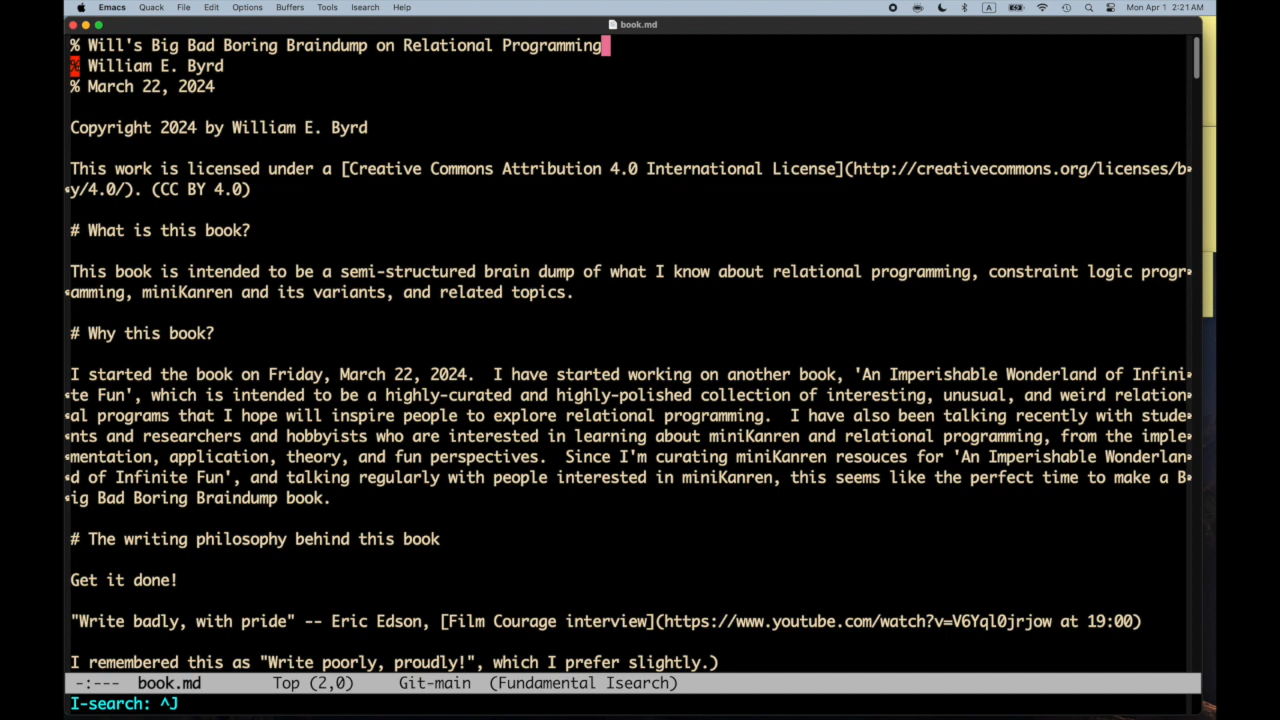 Emacs Quack File Edit Options Buffers Tools Isearch Help Mon Apr 1 2:21 AM
book.md
% Will's Big Bad Boring Braindump on Relational Programming
% William E. Byrd
% March 22, 2024
Copyright 2024 by William E. Byrd
This work is licensed under a [Creative Commons Attribution 4.0 International License](http://creativecommons.org/licenses/b
y/4.0/). (CC BY 4.0)
# What is this book?
This book is intended to be a semi-structured brain dump of what I know about relational programming, constraint logic progr
amming, miniKanren and its variants, and related topics.
# Why this book?
I started the book on Friday, March 22, 2024.  I have started working on another book, 'An Imperishable Wonderland of Infini
te Fun', which is intended to be a highly-curated and highly-polished collection of interesting, unusual, and weird relation
al programs that I hope will inspire people to explore relational programming.  I have also been talking recently with stude
nts and researchers and hobbyists who are interested in learning about miniKanren and relational programming, from the imple
mentation, application, theory, and fun perspectives.  Since I'm curating miniKanren resouces for 'An Imperishable Wonderlan
d of Infinite Fun', and talking regularly with people interested in miniKanren, this seems like the perfect time to make a B
ig Bad Boring Braindump book.
# The writing philosophy behind this book
Get it done!
"Write badly, with pride" -- Eric Edson, [Film Courage interview](https://www.youtube.com/watch?v=V6Yql0jrjow at 19:00)
I remembered this as "Write poorly, proudly!", which I prefer slightly.)
-:--- book.md Top (2,0) Git-main (Fundamental Isearch)
I-search: ^J